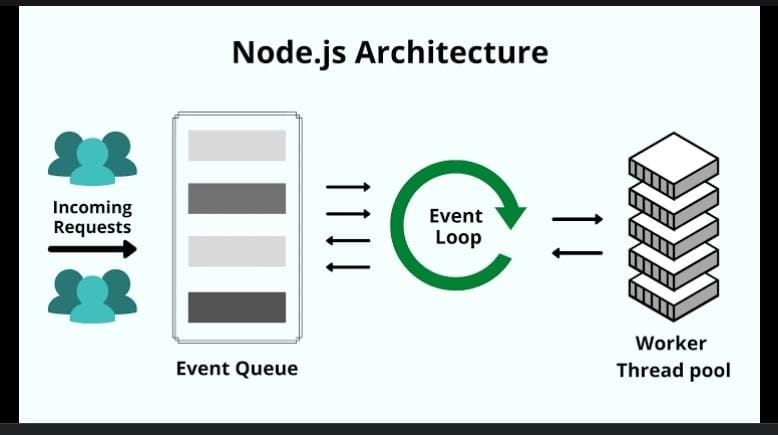 Node.js Architecture
Incoming
Requests
Event Queue
Event
Loop
Worker
Thread pool